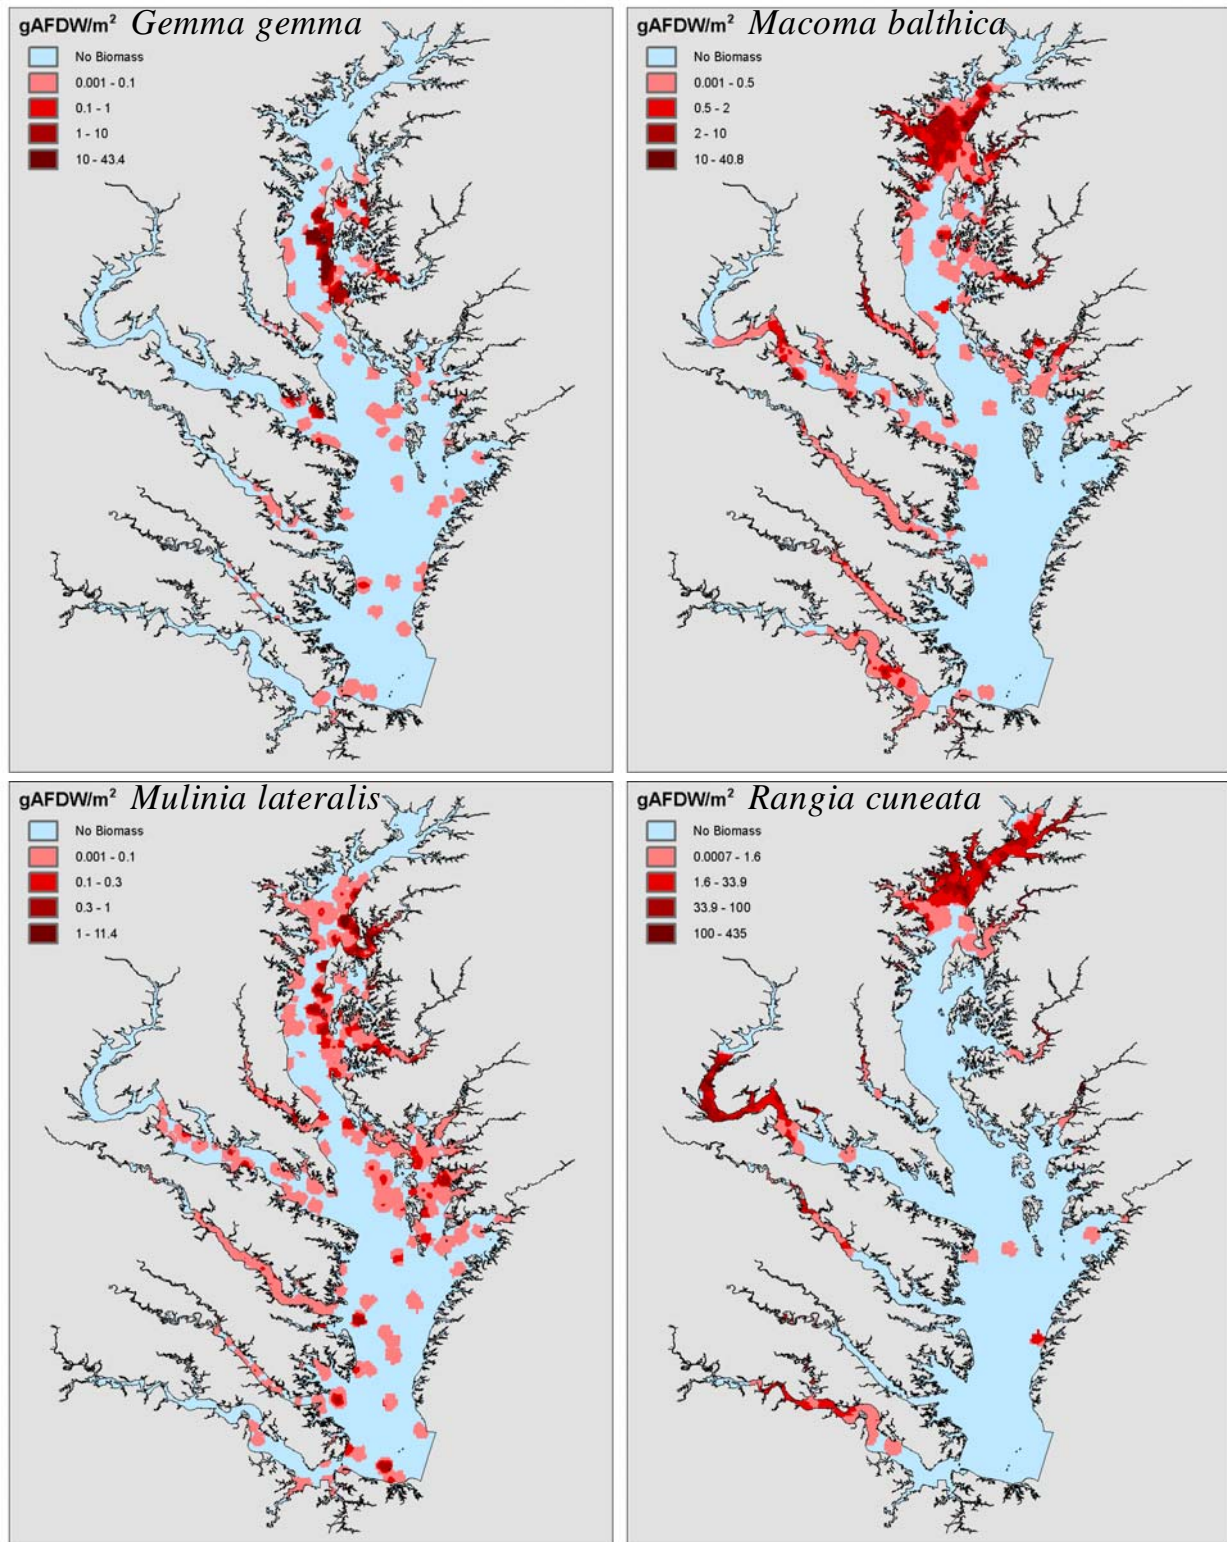 gAFDW/m² Gemma gemma
No Biomass
0.001 - 0.1
0.1 - 1
1 - 10
10 - 43.4
gAFDW/m² Macoma balthica
No Biomass
0.001 - 0.5
0.5 - 2
2 - 10
10 - 40.8
gAFDW/m² Mulinia lateralis
No Biomass
0.001 - 0.1
0.1 - 0.3
0.3 - 1
1 - 11.4
gAFDW/m² Rangia cuneata
No Biomass
0.0007 - 1.6
1.6 - 33.9
33.9 - 100
100 - 435